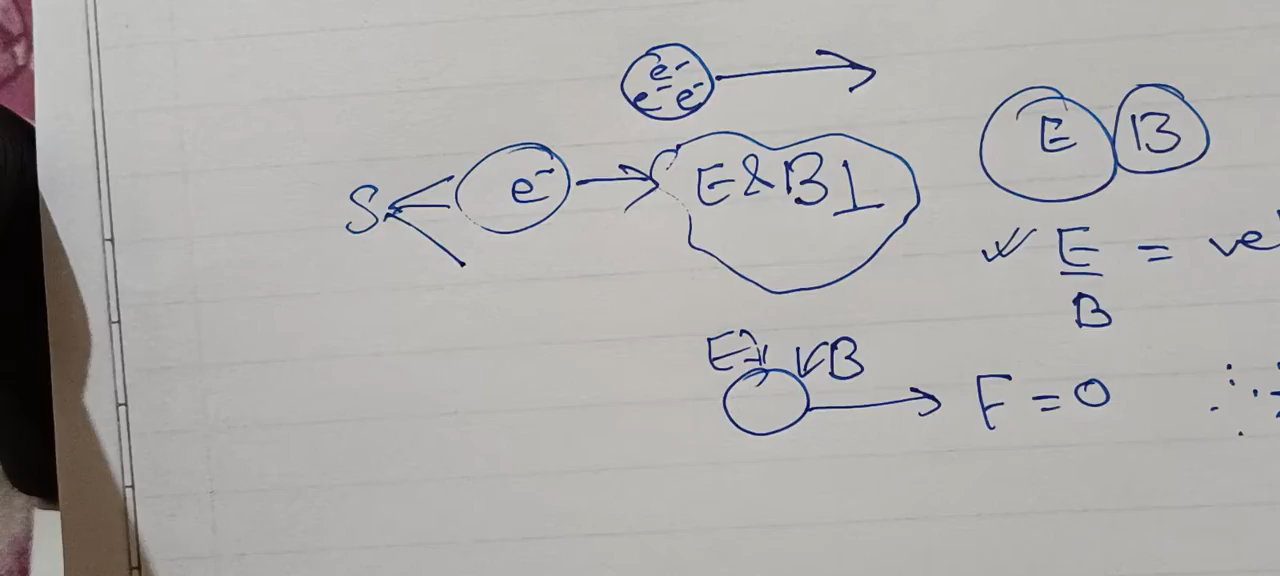 e⁻
e⁻ e⁻
E B
S e⁻ E&B⊥
E = ve
B
E B
F = 0 ∴